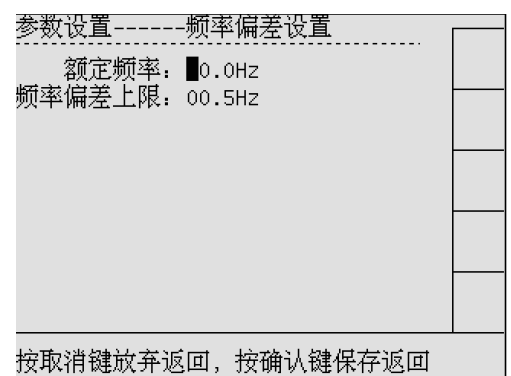 参数设置------频率偏差设置
额定频率：█0.0Hz
频率偏差上限：00.5Hz
按取消键放弃返回，按确认键保存返回